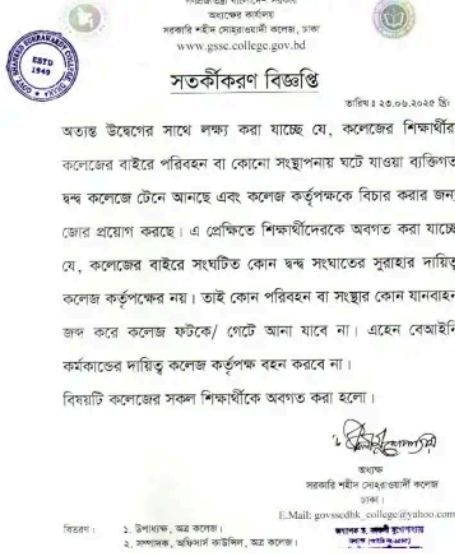 গণপ্রজাতন্ত্রী বাংলাদেশ সরকার
অধ্যক্ষের কার্যালয়
সরকারি শহীদ সোহরাওয়ার্দী কলেজ, ঢাকা
www.gssc.college.gov.bd
ESTD
1949
সতর্কীকরণ বিজ্ঞপ্তি
তারিখ ঃ ২৩.০৬.২০২৫ খ্রিঃ
অত্যন্ত উদ্বেগের সাথে লক্ষ্য করা যাচ্ছে যে, কলেজের শিক্ষার্থীর
কলেজের বাইরে পরিবহন বা কোনো সংস্থাপনায় ঘটে যাওয়া ব্যক্তিগত
দ্বন্দ্ব কলেজে টেনে আনছে এবং কলেজ কর্তৃপক্ষকে বিচার করার জন্য
জোর প্রয়োগ করছে। এ প্রেক্ষিতে শিক্ষার্থীদেরকে অবগত করা যাচ্ছে
যে, কলেজের বাইরে সংঘটিত কোন দ্বন্দ্ব সংঘাতের সুরাহার দায়িত্ব
কলেজ কর্তৃপক্ষের নয়। তাই কোন পরিবহন বা সংস্থার কোন যানবাহন
জব্দ করে কলেজ ফটকে/ গেটে আনা যাবে না। এহেন বেআইনি
কর্মকান্ডের দায়িত্ব কলেজ কর্তৃপক্ষ বহন করবে না।
বিষয়টি কলেজের সকল শিক্ষার্থীকে অবগত করা হলো।
অধ্যক্ষ
সরকারি শহীদ সোহরাওয়ার্দী কলেজ
ঢাকা।
E.Mail: govsscdhk_college@yahoo.com
বিতরণ :
১. উপাধ্যক্ষ, অত্র কলেজ।
২. সম্পাদক, অফিসার্স কাউন্সিল, অত্র কলেজ।